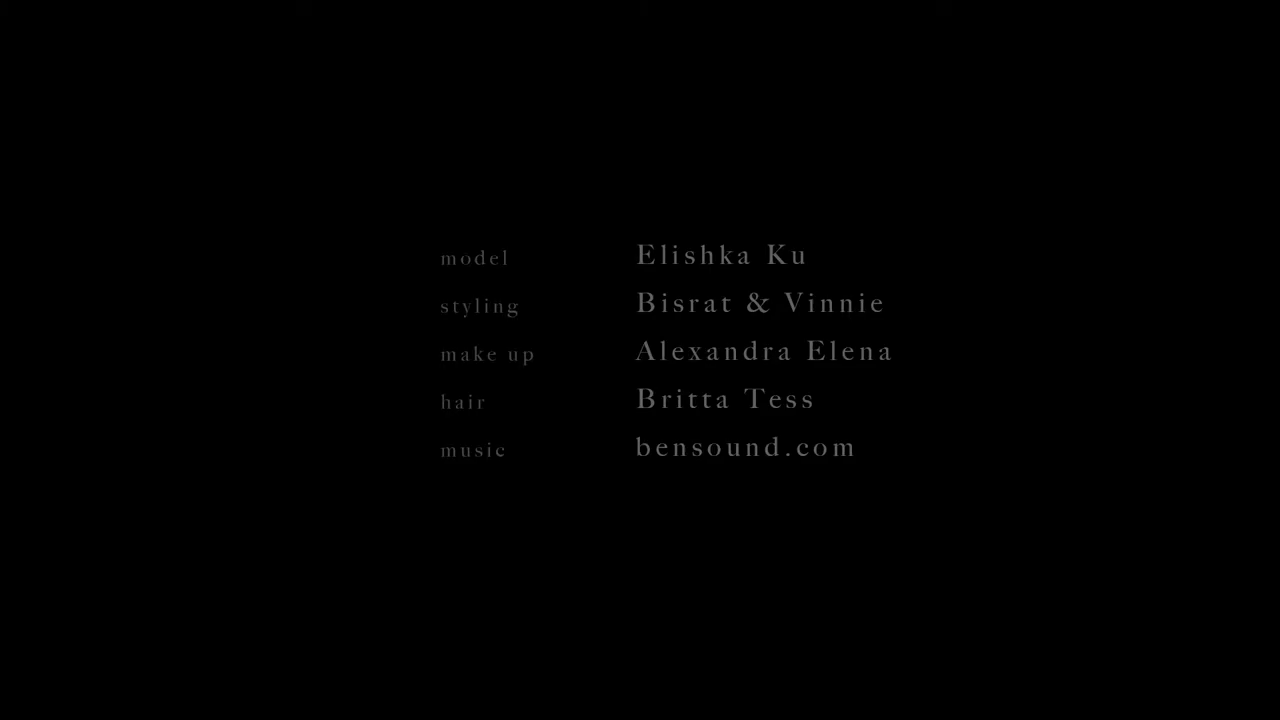 model Elishka Ku
styling Bisrat & Vinnie
make up Alexandra Elena
hair Britta Tess
music bensound.com